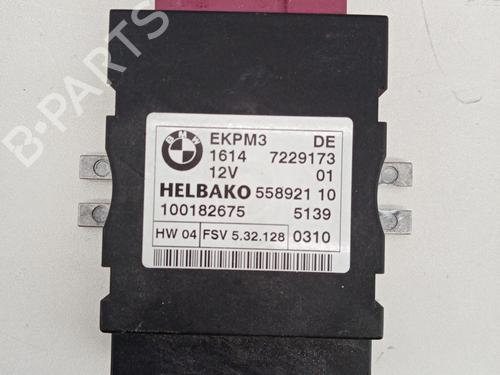 BMW
EKPM3 DE
1614 7229173
12V 01
HELBAKO 558921 10
100182675 5139
HW 04 FSV 5.32.128 0310
B-PARTS